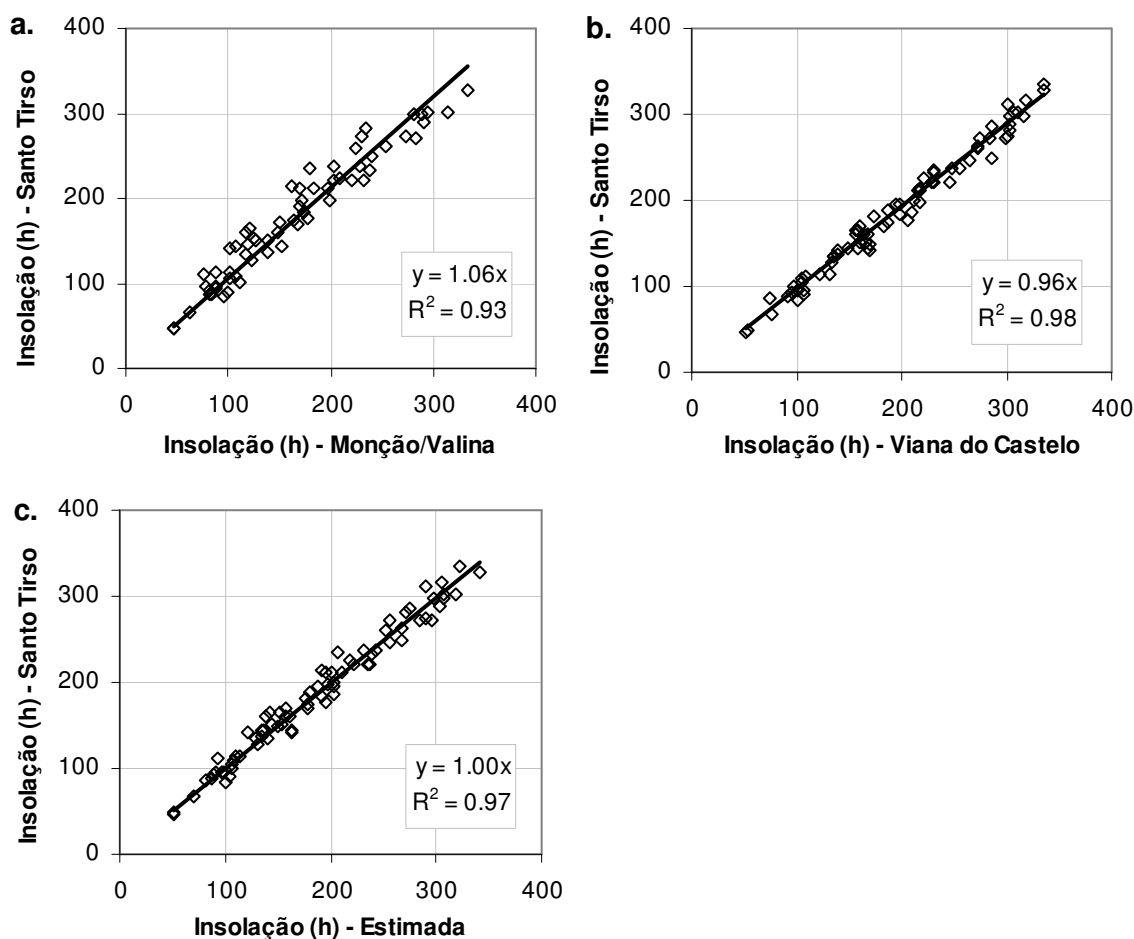 a.
400
300
200
100
0
Insolação (h) - Santo Tirso
y = 1.06x
R² = 0.93
0 100 200 300 400
Insolação (h) - Monção/Valina
b.
400
300
200
100
0
Insolação (h) - Santo Tirso
y = 0.96x
R² = 0.98
0 100 200 300 400
Insolação (h) - Viana do Castelo
c.
400
300
200
100
0
Insolação (h) - Santo Tirso
y = 1.00x
R² = 0.97
0 100 200 300 400
Insolação (h) - Estimada